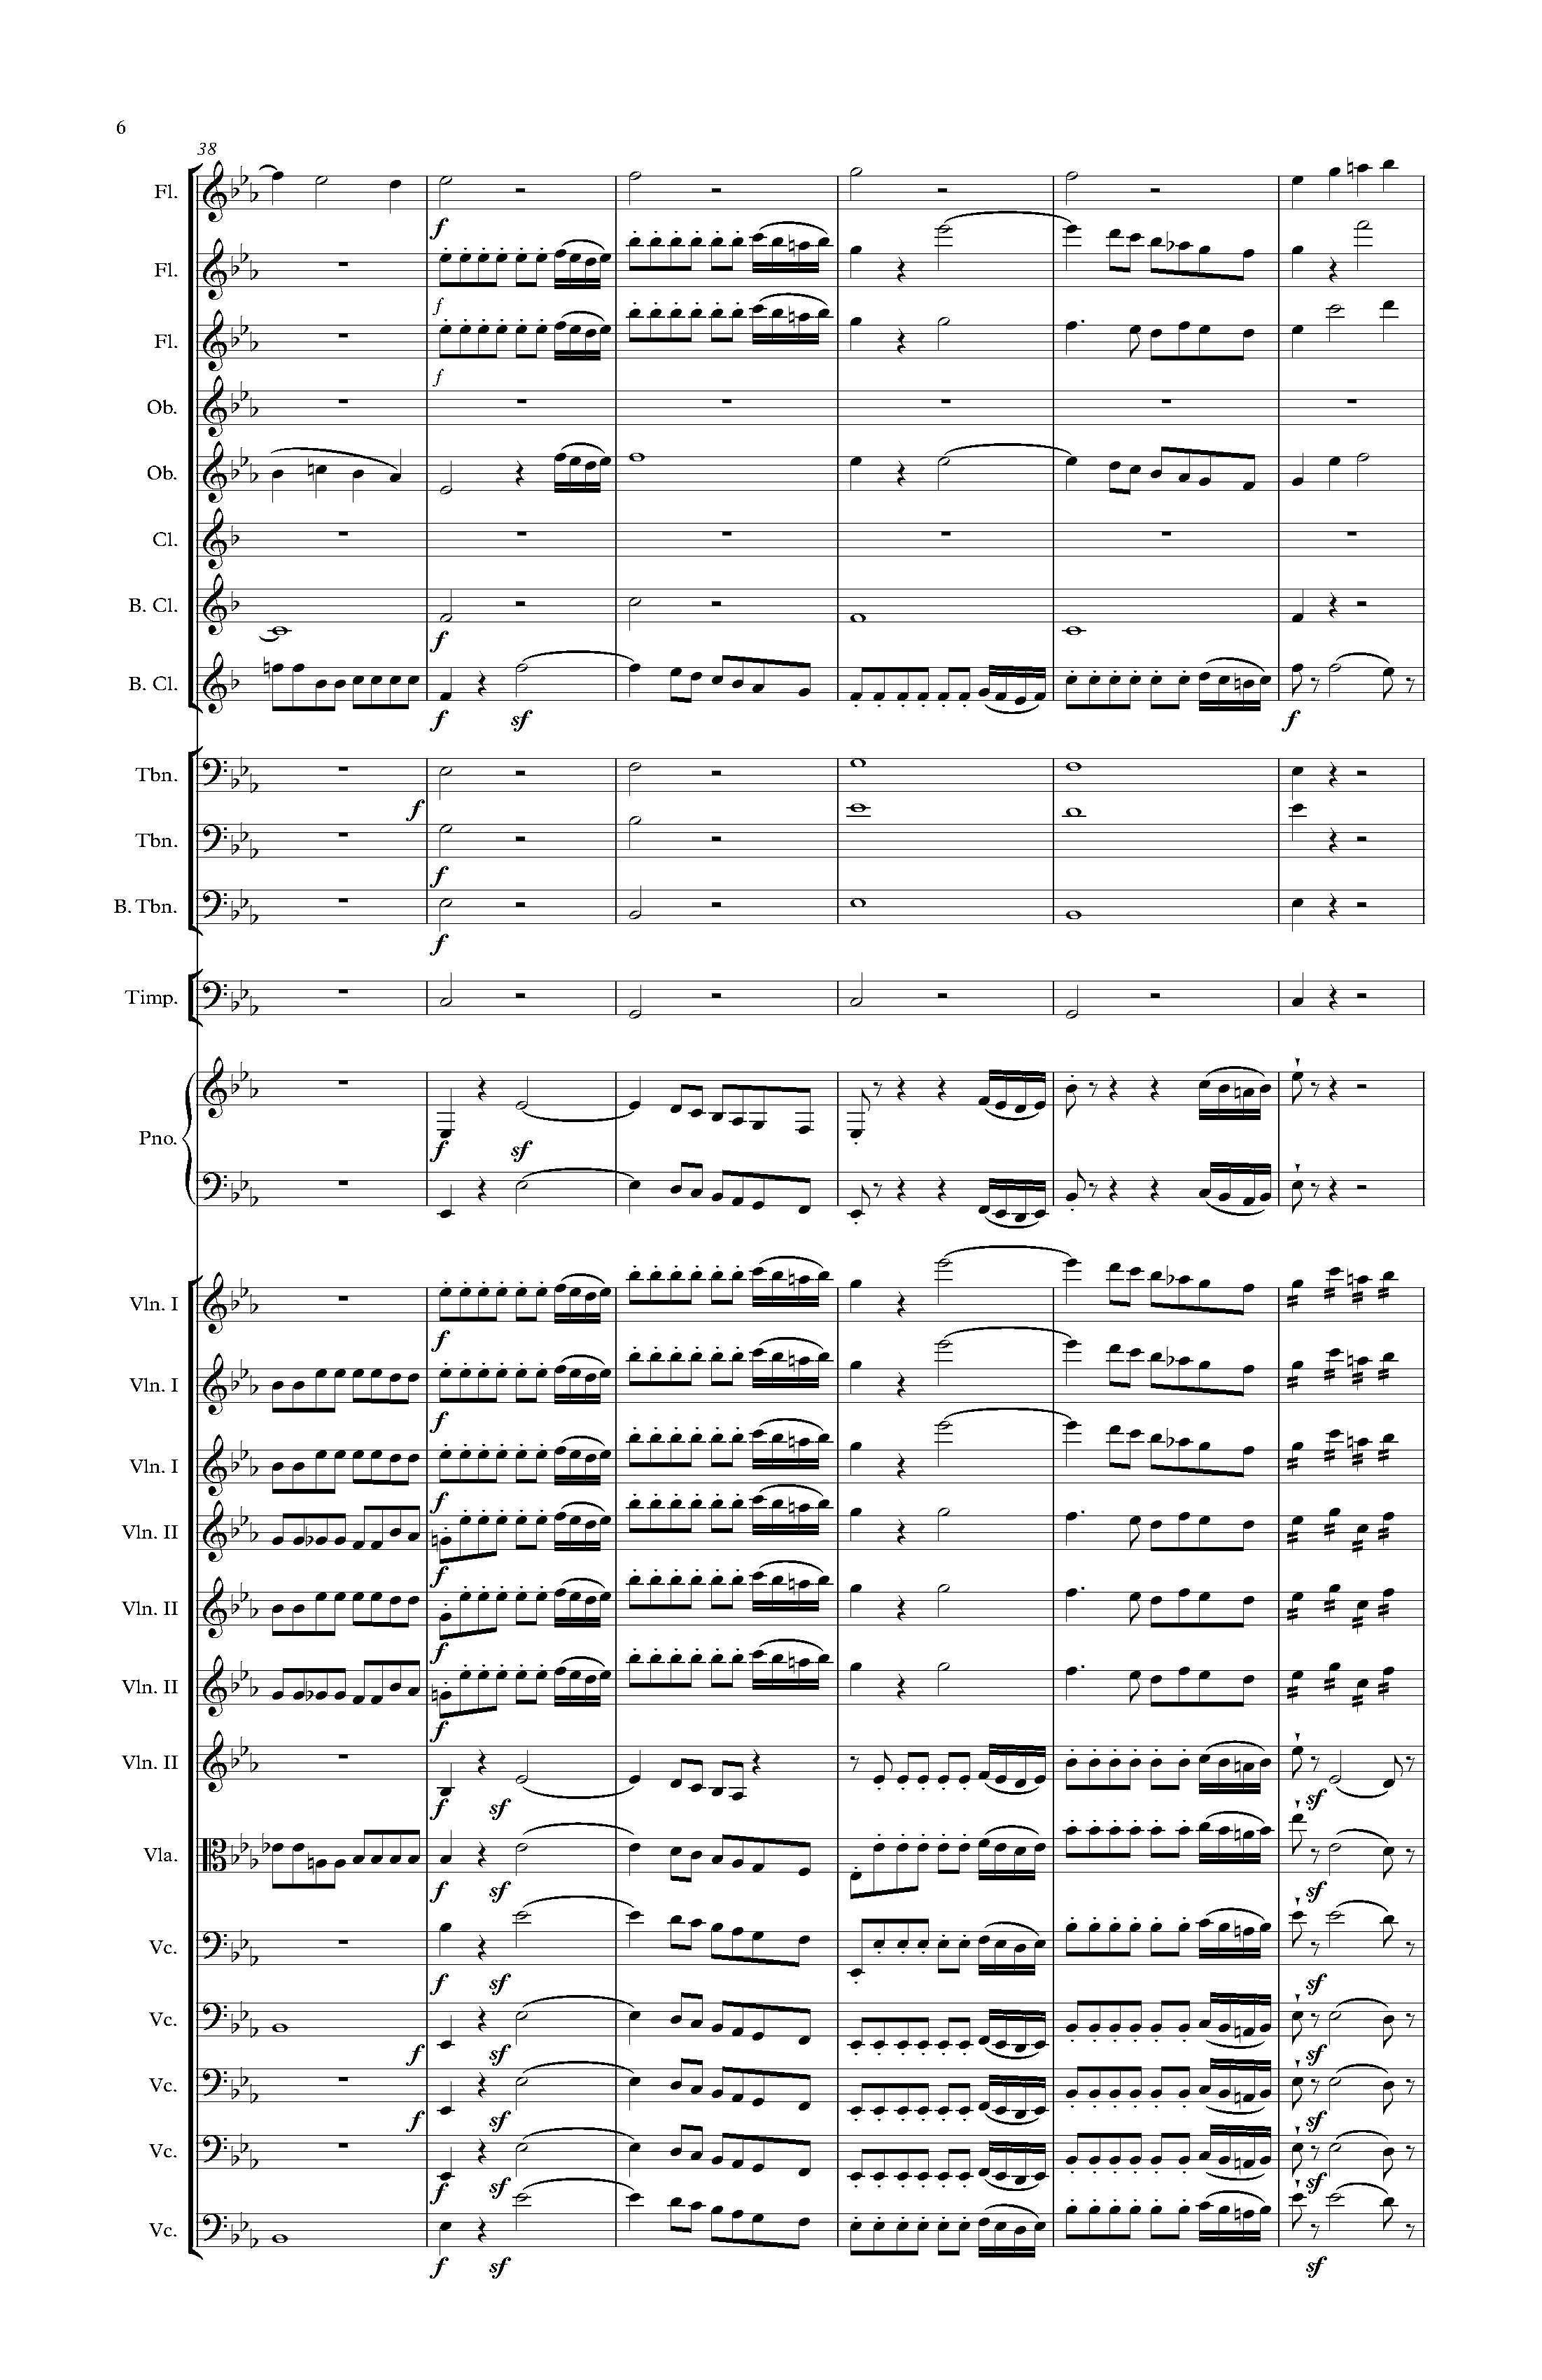 6
38
Fl.
f
Fl.
f
Fl.
f
Ob.
Ob.
Cl.
B. Cl.
f
B. Cl.
f sf f
Tbn.
f
Tbn.
f
B. Tbn.
f
Timp.
Pno.
f sf
Vln. I
f
Vln. I
f
Vln. I
f
Vln. II
f
Vln. II
f
Vln. II
f
Vln. II
f sf sf
Vla.
f sf sf
Vc.
f sf sf
Vc.
f sf sf
Vc.
f sf sf
Vc.
f sf sf
Vc.
f sf sf